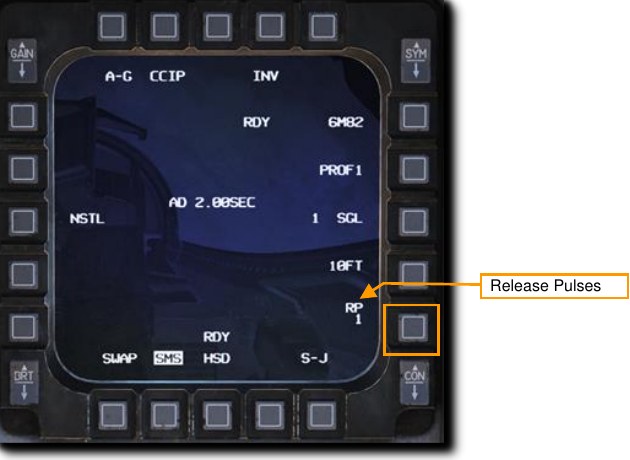 GAIN
SYM
A-G CCIP INV
RDY 6M82
PROF1
AD 2.00SEC
NSTL 1 SGL
10FT
Release Pulses
RP
1
RDY
SWAP SMS HSD S-J
BRT
CON